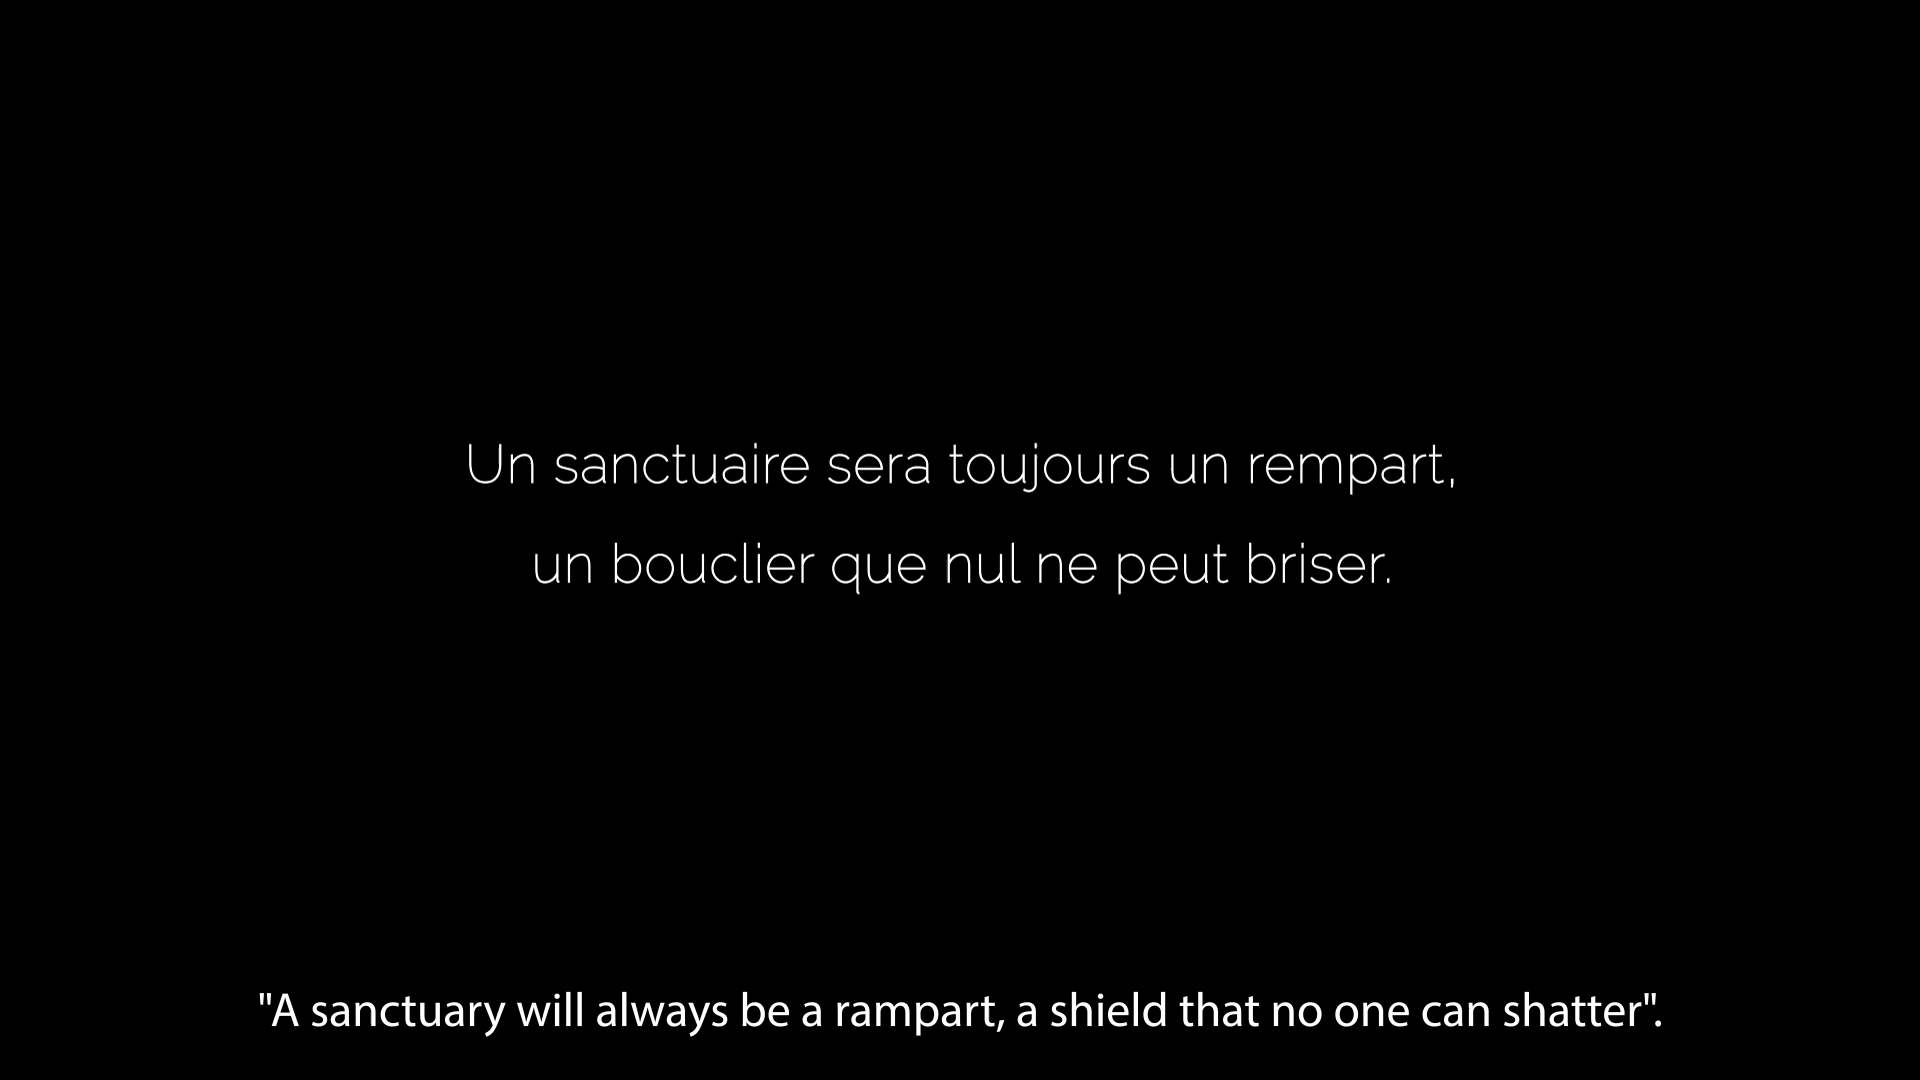 Un sanctuaire sera toujours un rempart,
un bouclier que nul ne peut briser.
"A sanctuary will always be a rampart, a shield that no one can shatter".